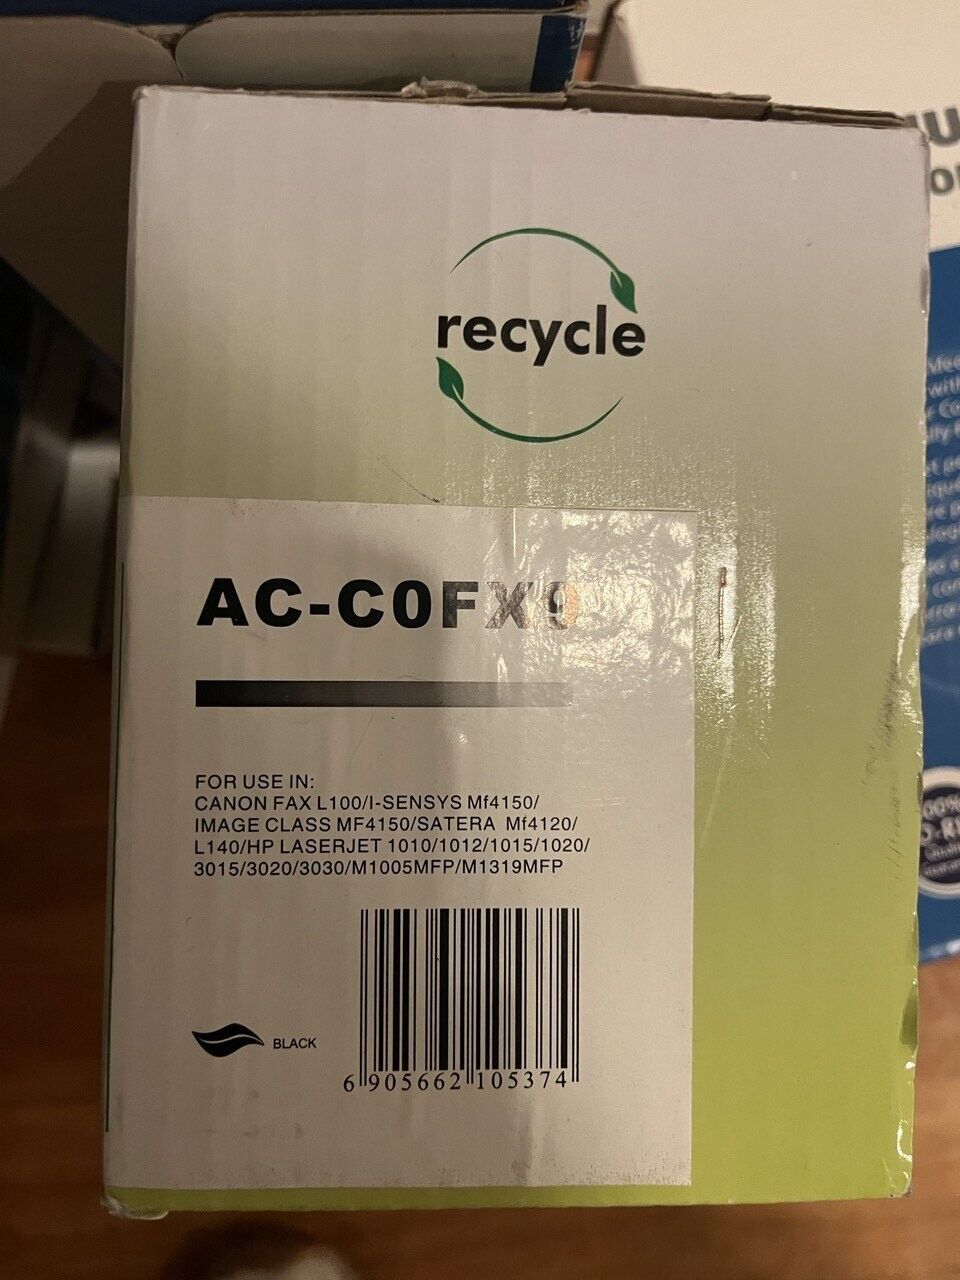 recycle
AC-C0FX9
FOR USE IN:
CANON FAX L100/I-SENSYS Mf4150/
IMAGE CLASS MF4150/SATERA Mf4120/
L140/HP LASERJET 1010/1012/1015/1020/
3015/3020/3030/M1005MFP/M1319MFP
BLACK
6 905662 105374